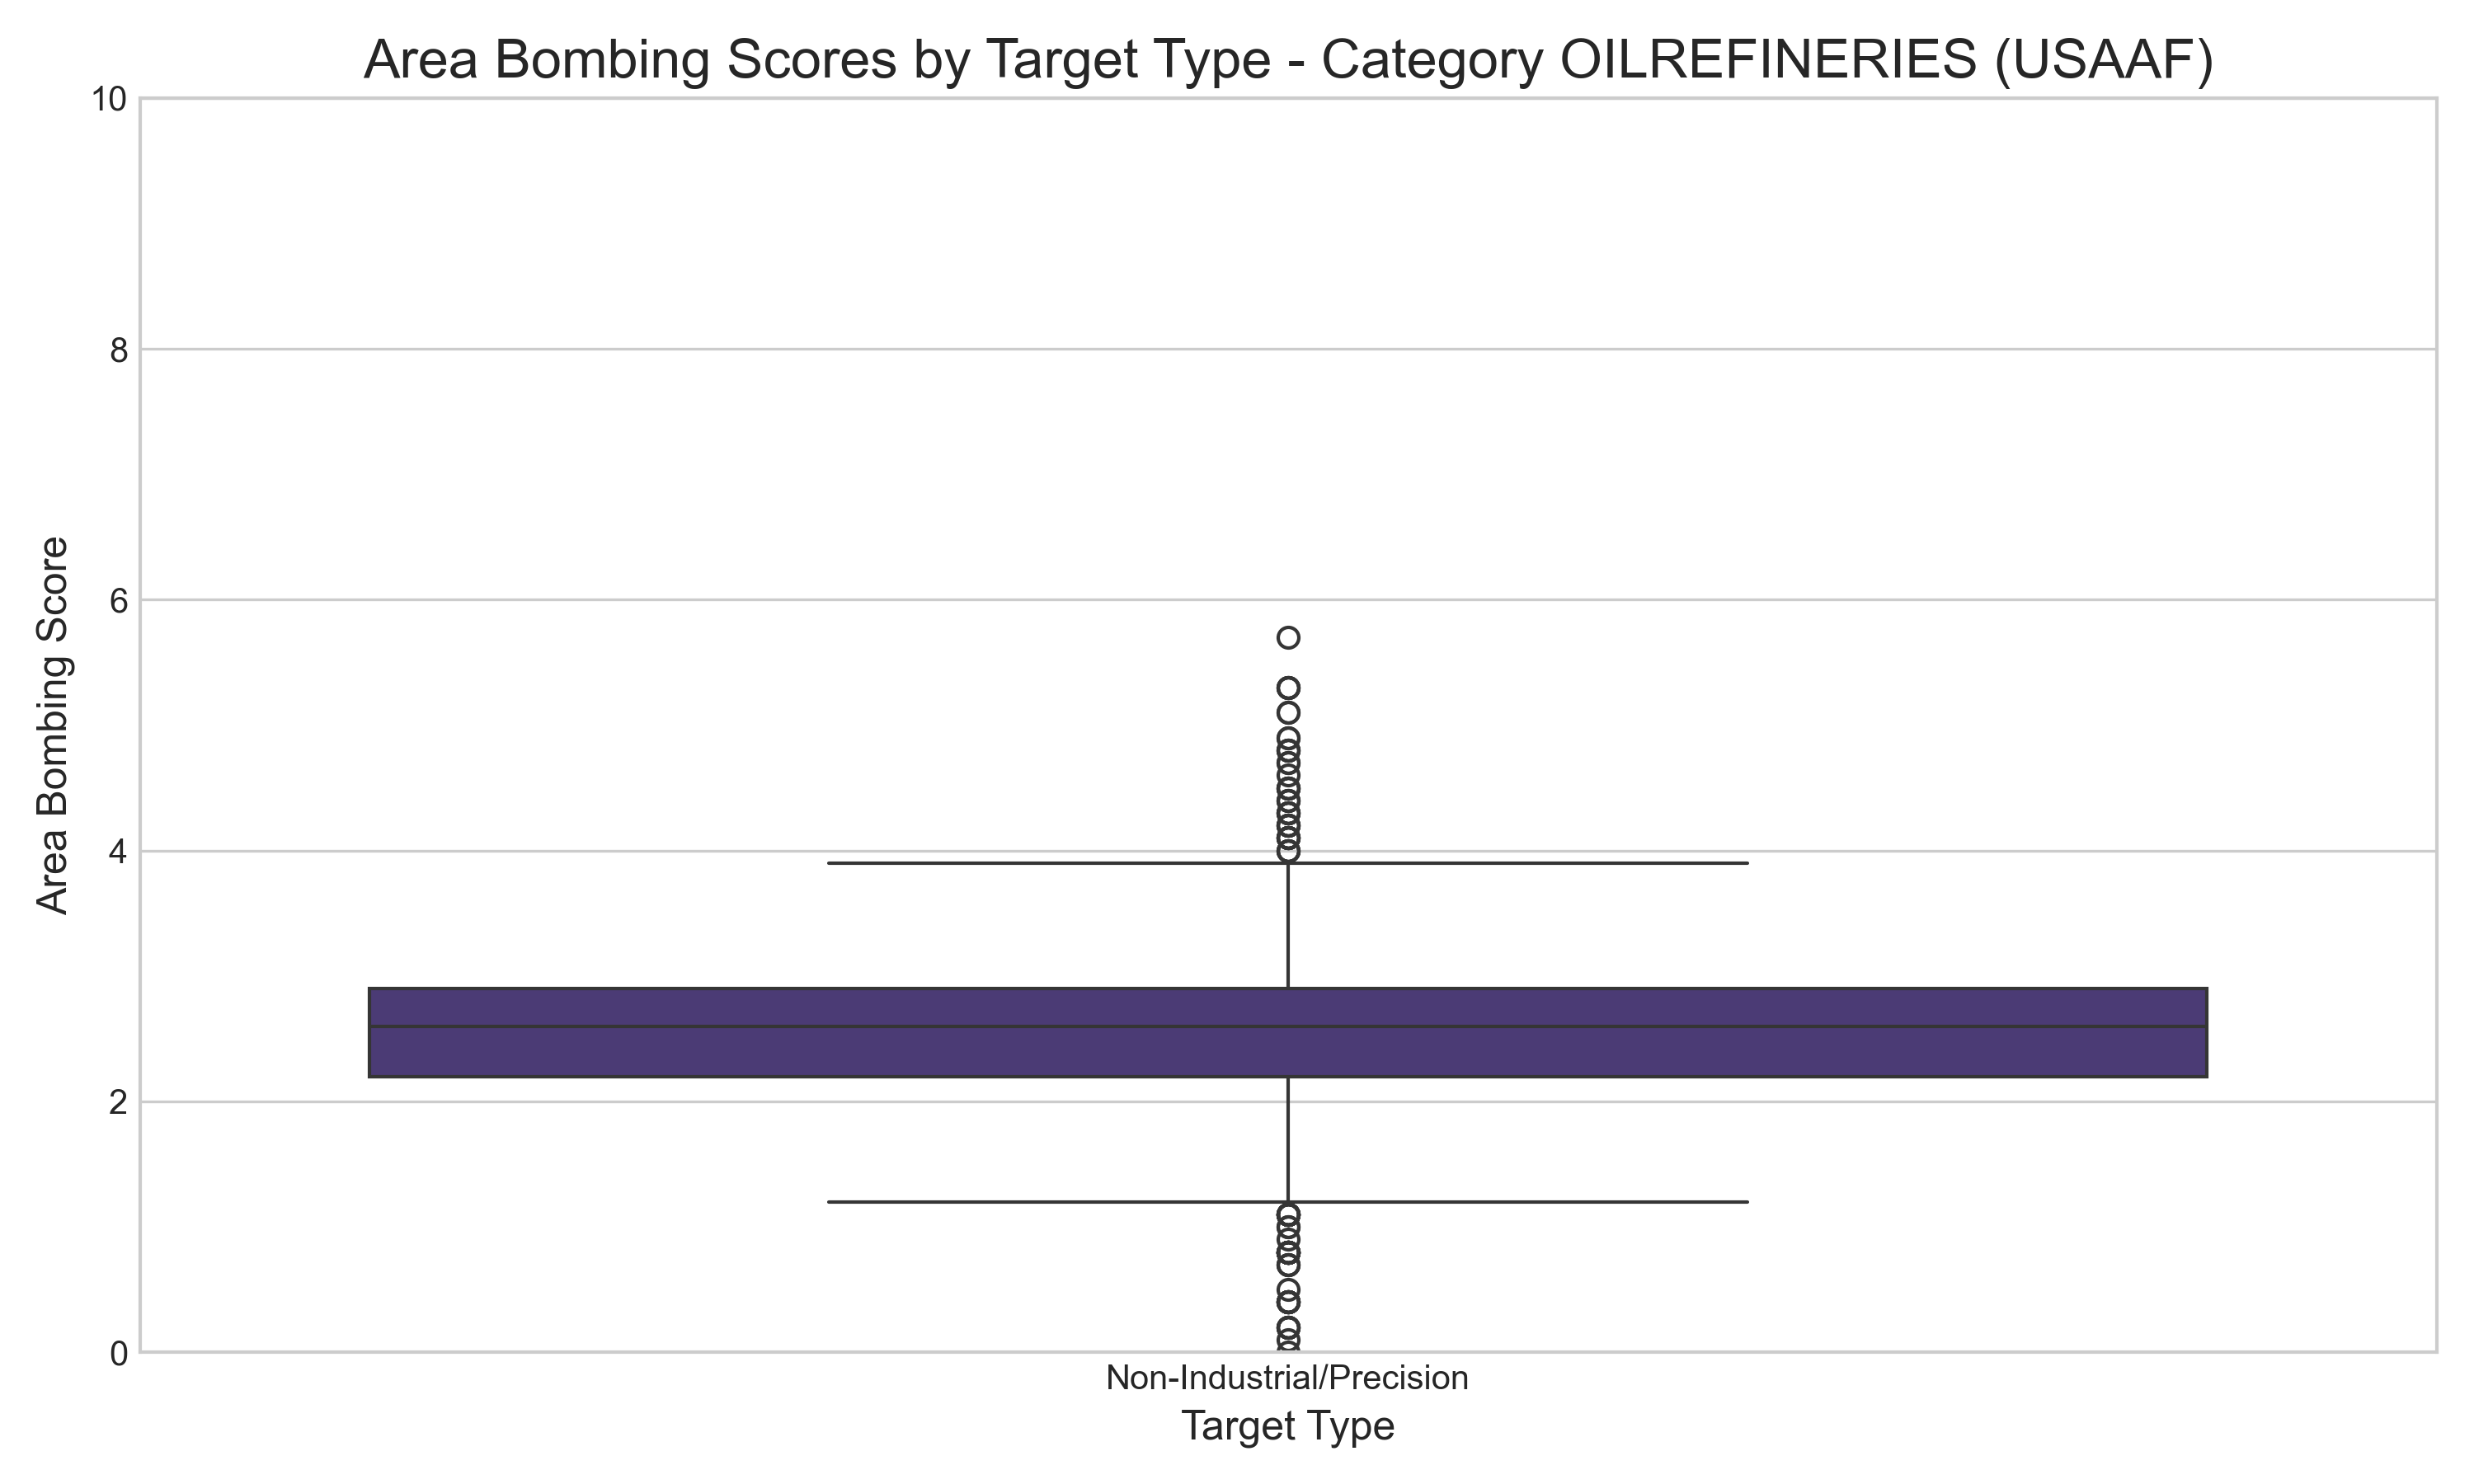 Area Bombing Scores by Target Type - Category OILREFINERIES (USAAF)
10
8
6
4
2
0
Area Bombing Score
Non-Industrial/Precision
Target Type